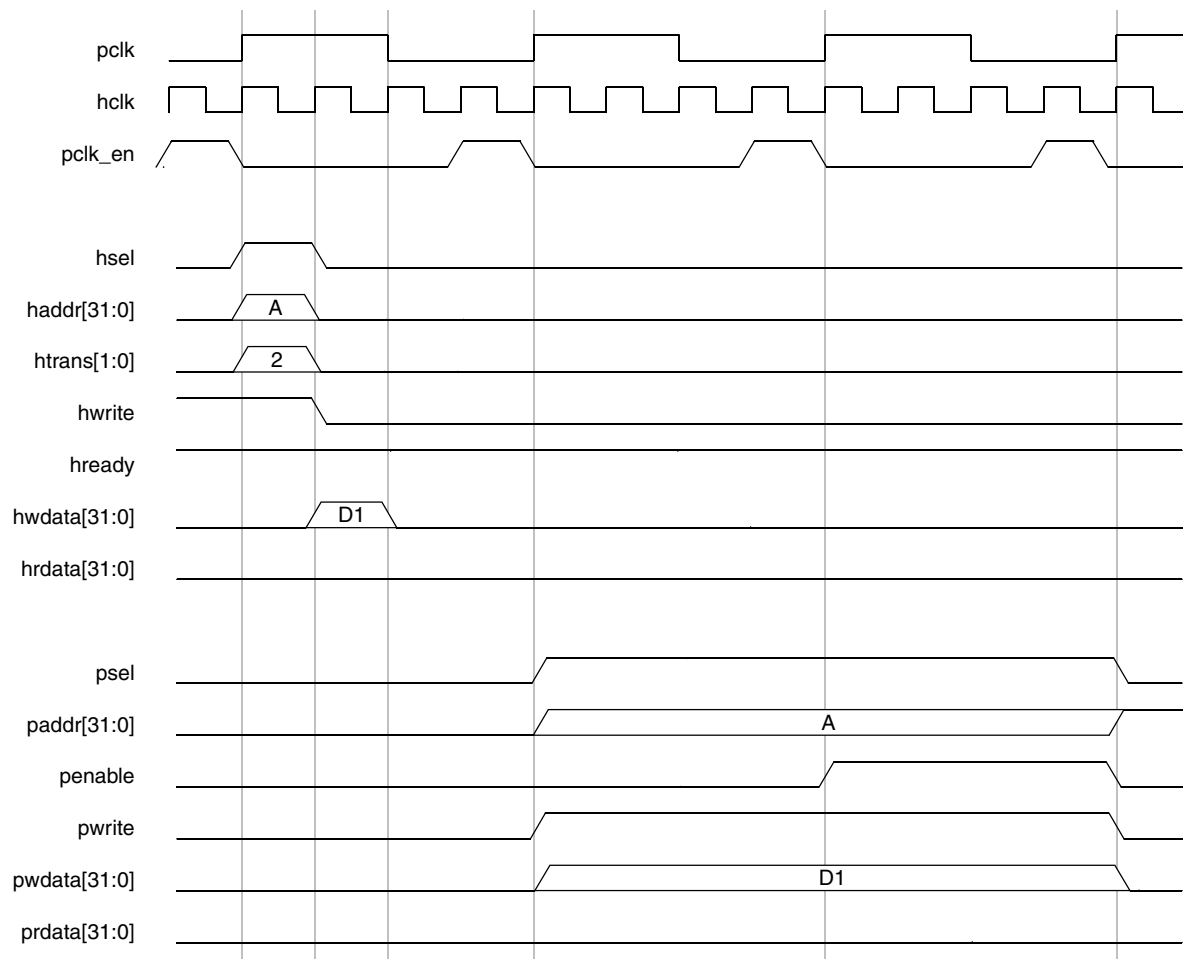 pclk
hclk
pclk_en
hsel
haddr[31:0]
A
htrans[1:0]
2
hwrite
hready
hwdata[31:0]
D1
hrdata[31:0]
psel
paddr[31:0]
A
penable
pwrite
pwdata[31:0]
D1
prdata[31:0]